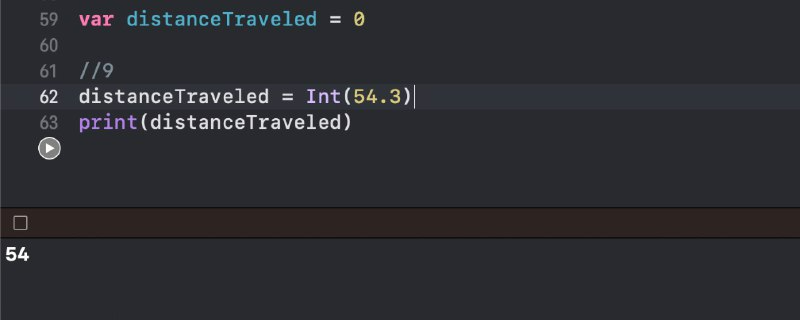 59 var distanceTraveled = 0
60
61 //9
62 distanceTraveled = Int(54.3)
63 print(distanceTraveled)
54